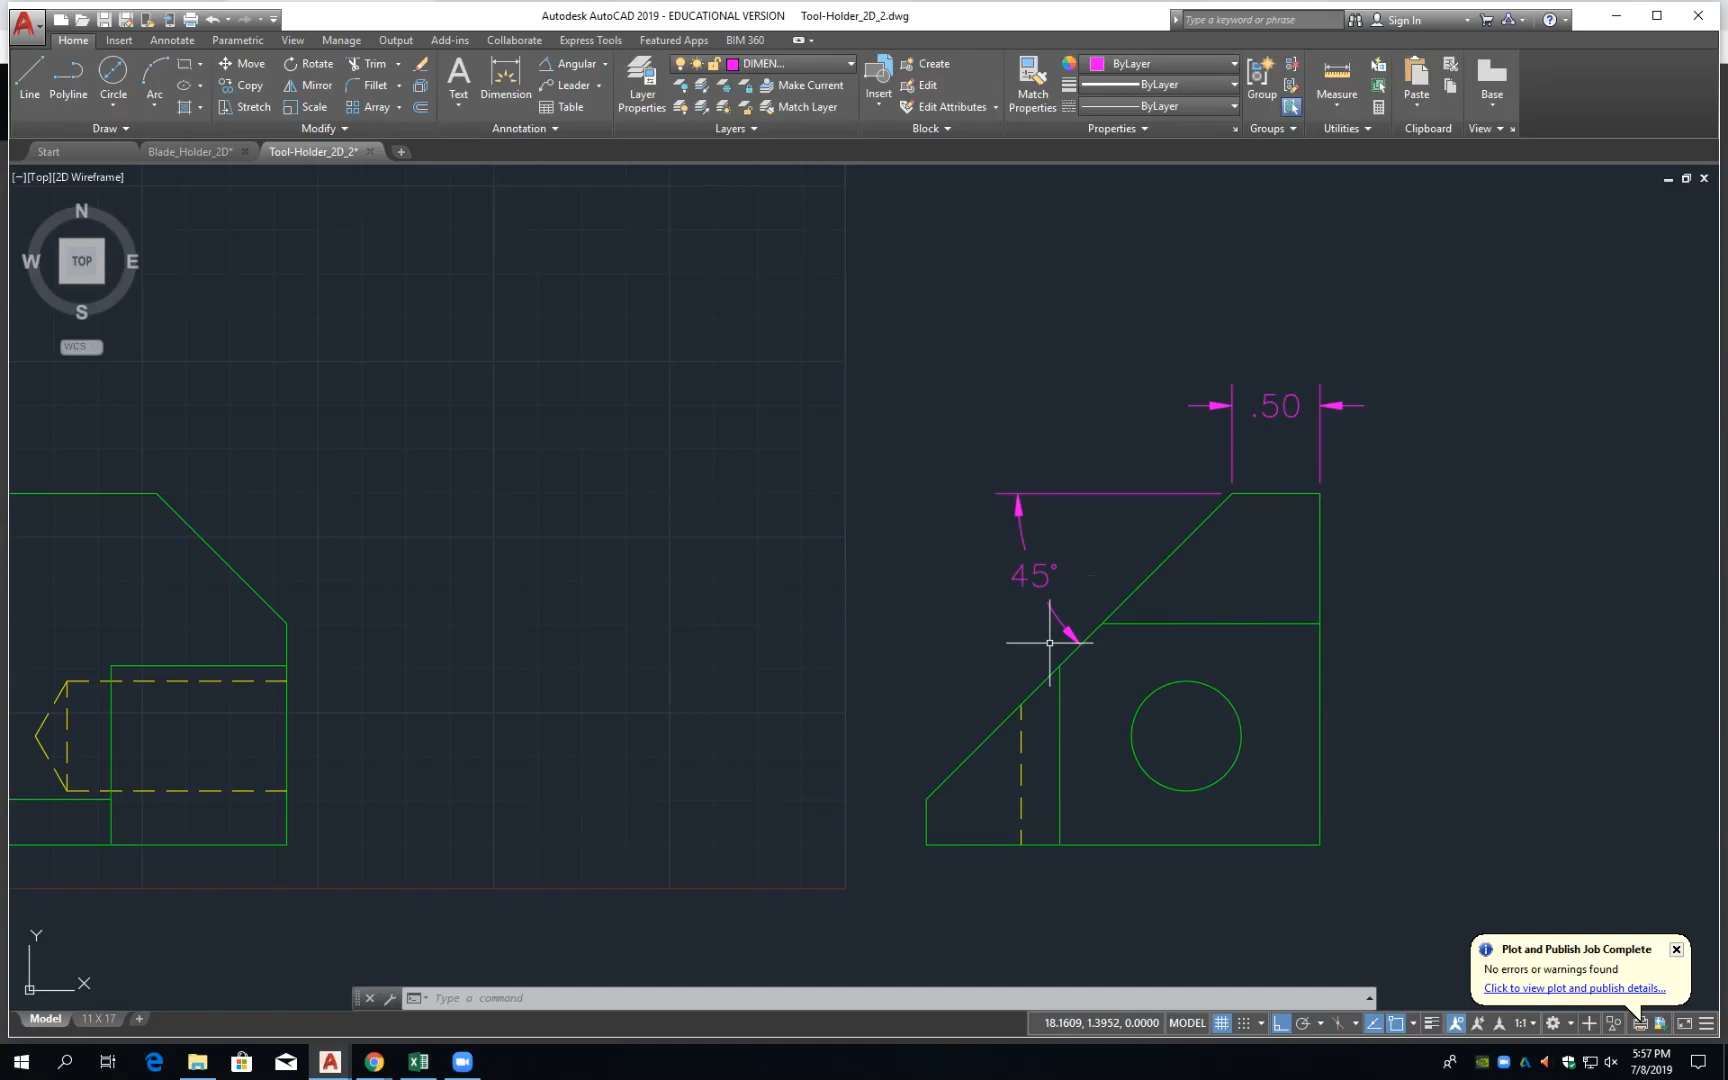 Autodesk AutoCAD 2019 - EDUCATIONAL VERSION Tool-Holder_2D_2.dwg
Type a keyword or phrase
Sign In
Home Insert Annotate Parametric View Manage Output Add-ins Collaborate Express Tools Featured Apps BIM 360
Line
Polyline
Circle
Arc
Move Rotate Trim
Copy Mirror Fillet
Stretch Scale Array
Text
Dimension
Angular
Leader
Table
Layer
Properties
DIMEN...
Make Current
Match Layer
Insert
Create
Edit
Edit Attributes
Match
Properties
ByLayer
ByLayer
ByLayer
Group
Measure
Paste
Base
Draw Modify Annotation Layers Block Properties Groups Utilities Clipboard View
Start Blade_Holder_2D* Tool-Holder_2D_2*
[−][Top][2D Wireframe]
N
W TOP E
S
WCS
.50
45°
Y
X
Plot and Publish Job Complete
No errors or warnings found
Click to view plot and publish details...
Type a command
Model 11 X 17
18.1609, 1.3952, 0.0000 MODEL 1:1
5:57 PM
7/8/2019